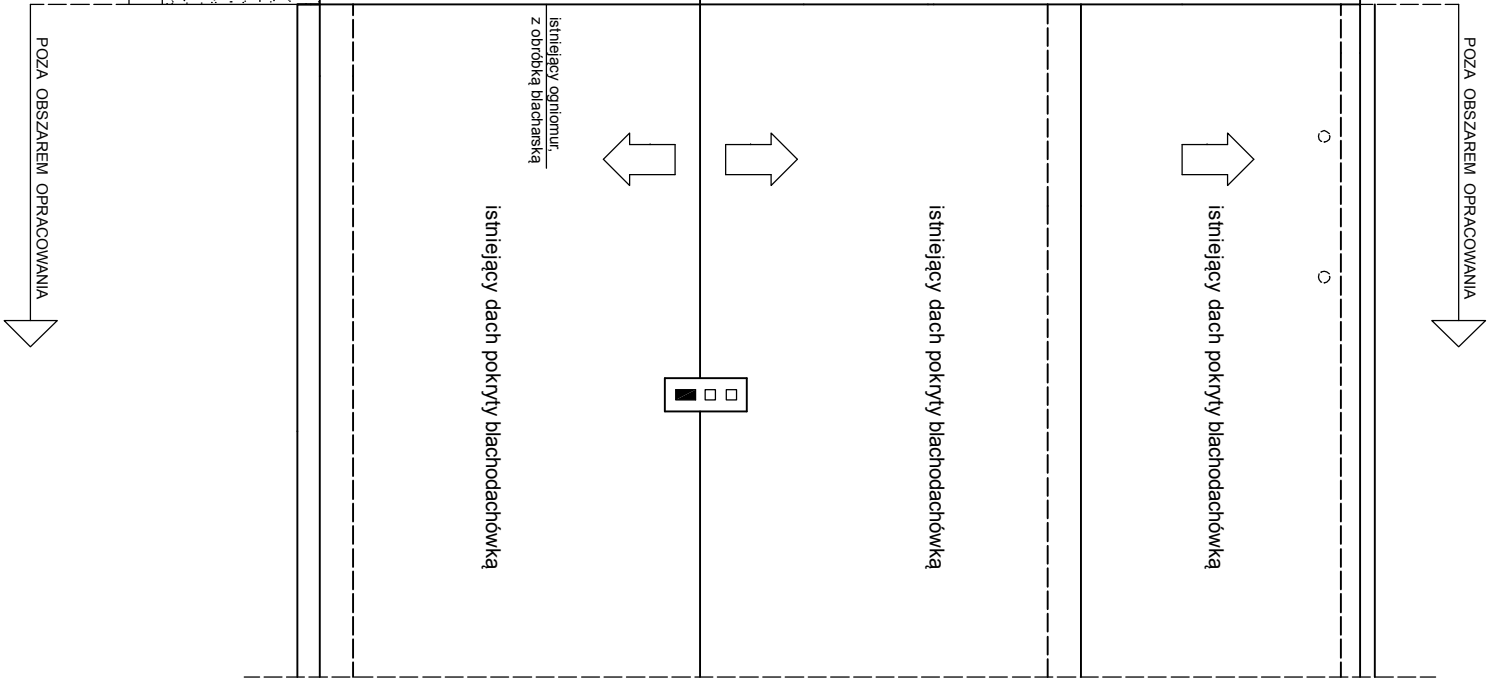 POZA OBSZAREM OPRACOWANIA
istniejący dach pokryty blachodachówką
istniejący dach pokryty blachodachówką
istniejący ogniomur,
z obróbką blacharską
istniejący dach pokryty blachodachówką
POZA OBSZAREM OPRACOWANIA